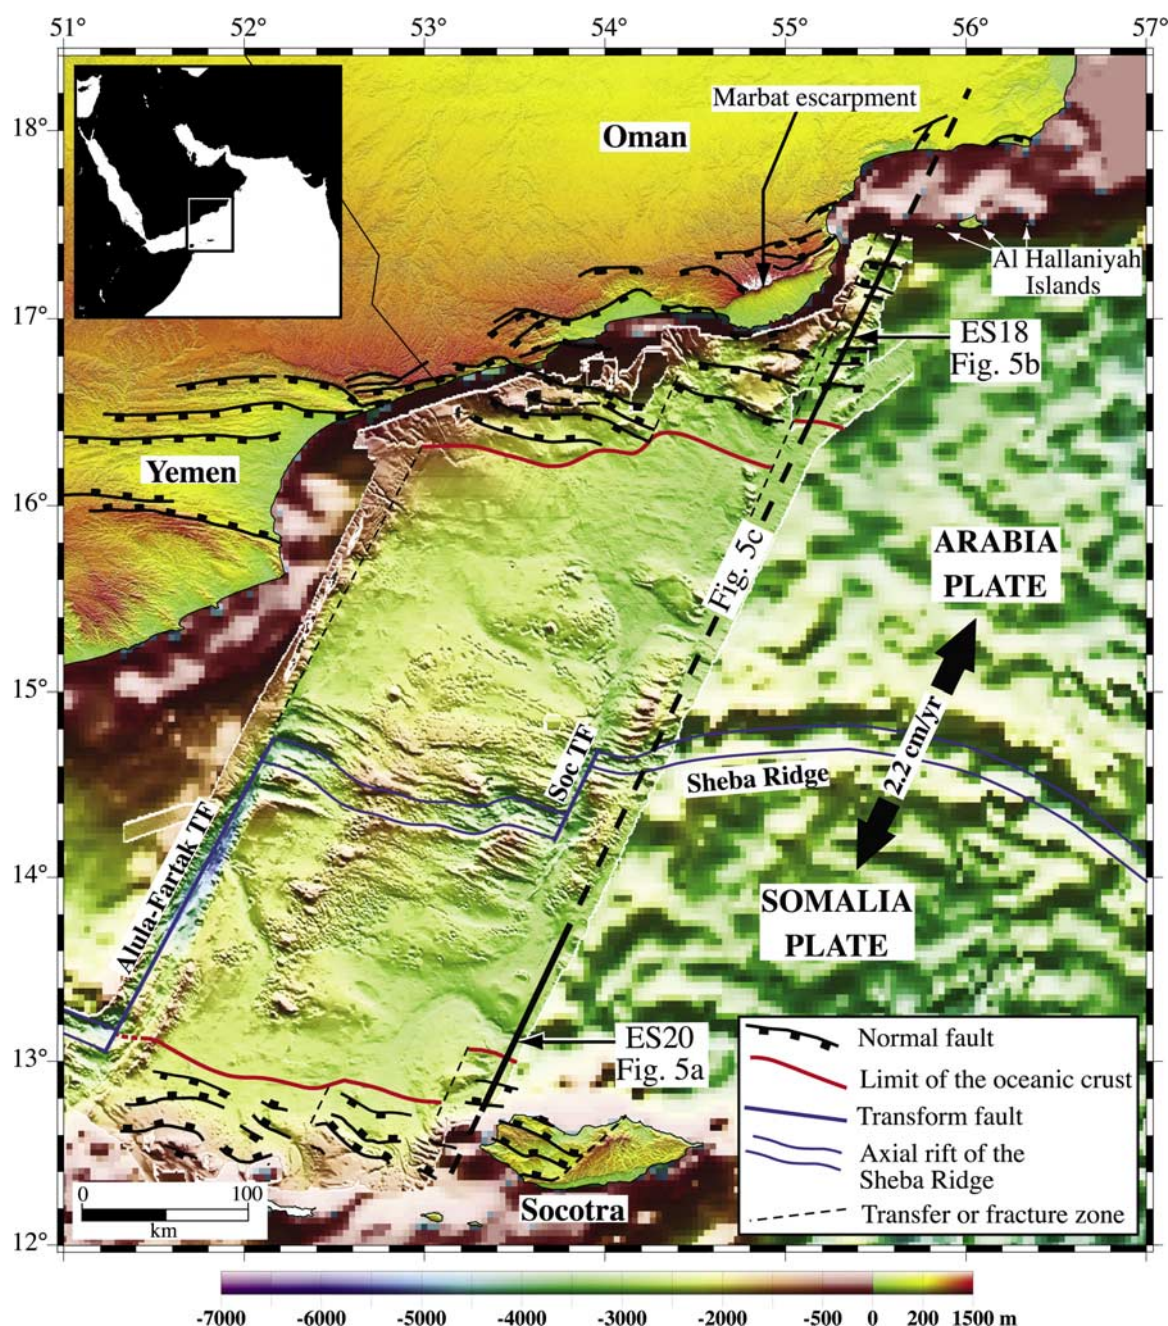 51° 52° 53° 54° 55° 56° 57°
Marbat escarpment
18°
Oman
Al Hallaniyah
Islands
17°
ES18
Fig. 5b
Yemen
16°
ARABIA
PLATE
Fig. 5c
15°
2.2 cm/yr
Soc TF
Sheba Ridge
Alula-Fartak TF
14°
SOMALIA
PLATE
ES20
Fig. 5a
13°
Normal fault
Limit of the oceanic crust
Transform fault
Axial rift of the
Sheba Ridge
Transfer or fracture zone
0 100
km
Socotra
12°
-7000 -6000 -5000 -4000 -3000 -2000 -500 0 200 1500 m